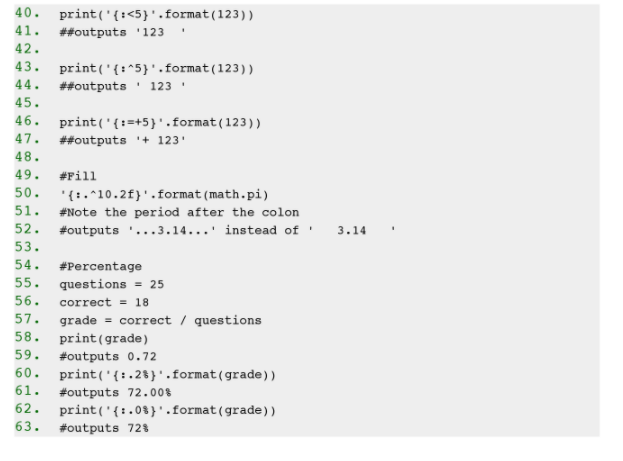 40. print('{:<5}'.format(123))
41. ##outputs '123  '
42.
43. print('{:^5}'.format(123))
44. ##outputs ' 123 '
45.
46. print('{:=+5}'.format(123))
47. ##outputs '+ 123'
48.
49. #Fill
50. '{:.^10.2f}'.format(math.pi)
51. #Note the period after the colon
52. #outputs '...3.14...' instead of '   3.14   '
53.
54. #Percentage
55. questions = 25
56. correct = 18
57. grade = correct / questions
58. print(grade)
59. #outputs 0.72
60. print('{:.2%}'.format(grade))
61. #outputs 72.00%
62. print('{:.0%}'.format(grade))
63. #outputs 72%